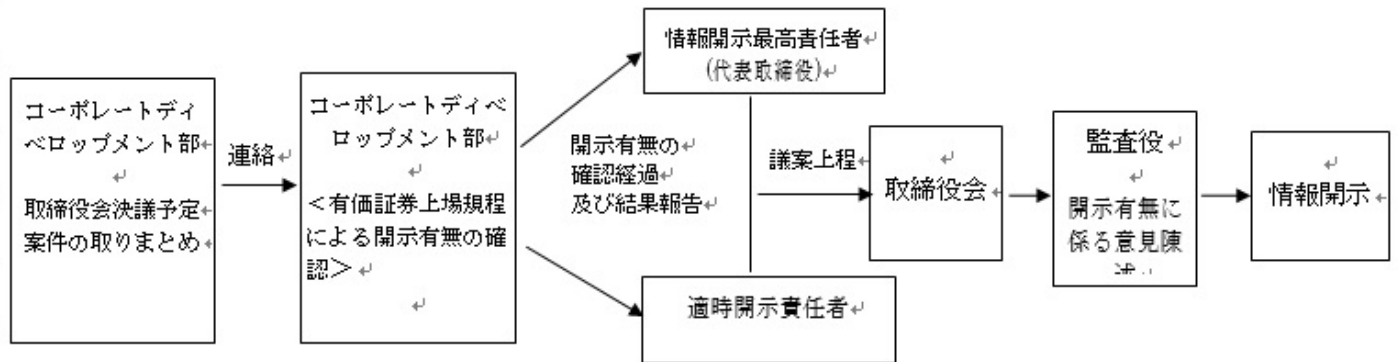 コーポレートディ
ベロップメント部
取締役会決議予定
案件の取りまとめ
連絡
コーポレートディベ
ロップメント部
＜有価証券上場規程
による開示有無の確
認＞
情報開示最高責任者
(代表取締役)
開示有無の
確認経過
及び結果報告
適時開示責任者
議案上程
取締役会
監査役
開示有無に
係る意見陳
情報開示